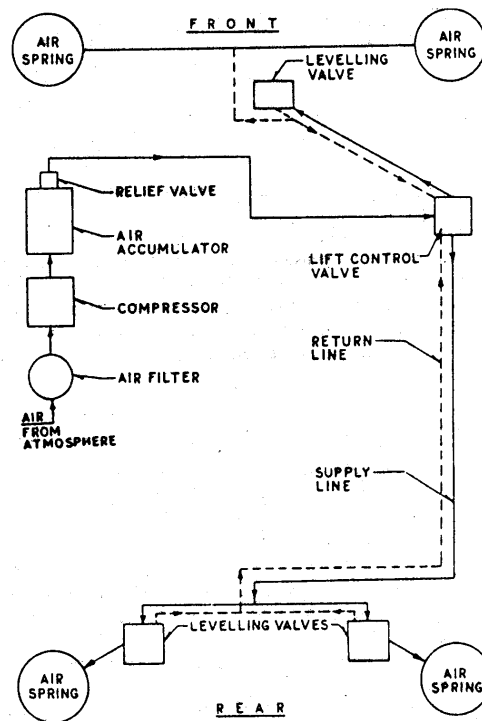 FRONT
AIR
SPRING
AIR
SPRING
LEVELLING
VALVE
RELIEF VALVE
AIR
ACCUMULATOR
LIFT CONTROL
VALVE
COMPRESSOR
RETURN
LINE
AIR FILTER
AIR
FROM
ATMOSPHERE
SUPPLY
LINE
LEVELLING VALVES
AIR
SPRING
AIR
SPRING
REAR